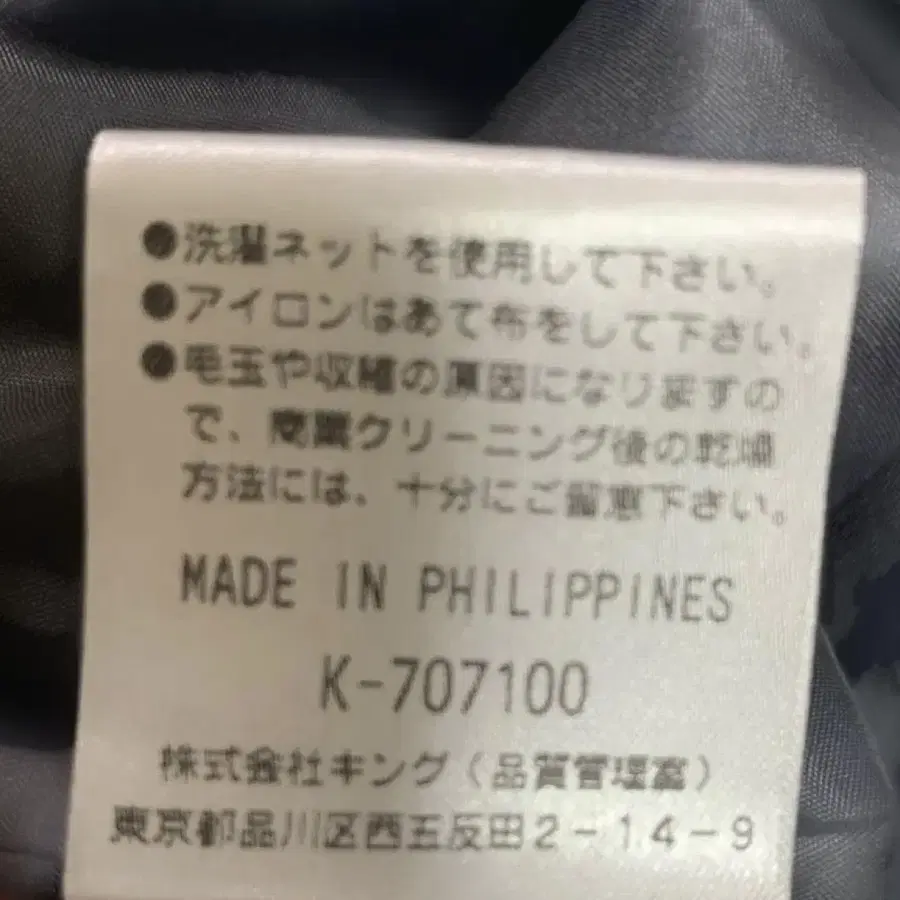 ●洗濯ネットを使用して下さい。
●アイロンはあて布をして下さい。
●毛玉や収縮の原因になりますの
で、商業クリーニング後の乾燥
方法には、十分にご留意下さい。
MADE IN PHILIPPINES
K-707100
株式会社キング(品質管理室)
東京都品川区西五反田2-14-9